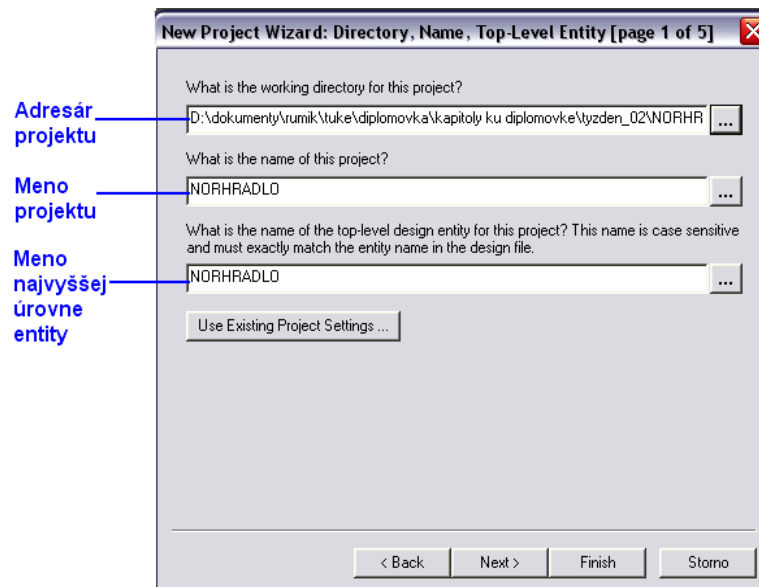 New Project Wizard: Directory, Name, Top-Level Entity [page 1 of 5]
What is the working directory for this project?
Adresár
projektu
D:\dokumenty\rumik\tuke\diplomovka\kapitoly ku diplomovke\tyzden_02\NORHR
...
What is the name of this project?
Meno
projektu
NORHRADLO
...
What is the name of the top-level design entity for this project? This name is case sensitive
and must exactly match the entity name in the design file.
Meno
najvyššej
úrovne
entity
NORHRADLO
...
Use Existing Project Settings ...
< Back
Next >
Finish
Storno